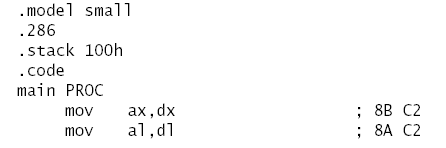 .model small
.286
.stack 100h
.code
main PROC
mov ax,dx ; 8B C2
mov al,dl ; 8A C2